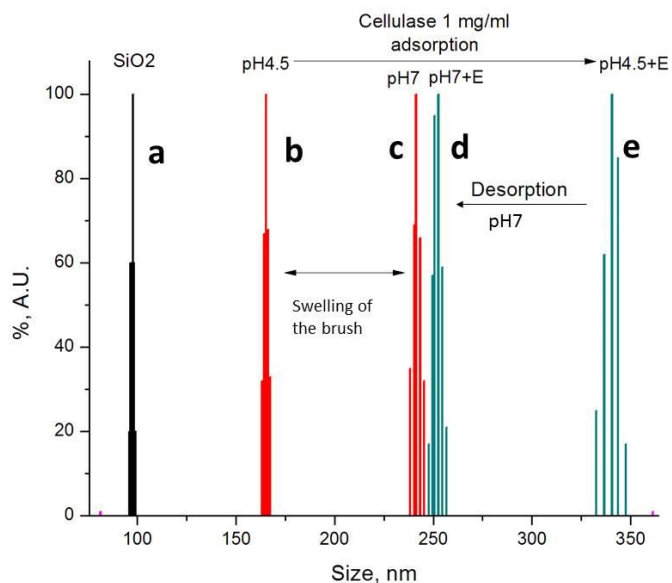 Cellulase 1 mg/ml
adsorption
SiO2
pH4.5
pH4.5+E
pH7
pH7+E
100
a
b
c
d
e
80
Desorption
pH7
60
Swelling of
the brush
40
20
0
%, A.U.
100
150
200
250
300
350
Size, nm